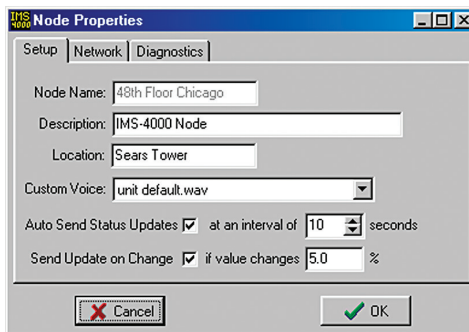 IMS 4000 Node Properties
Setup Network Diagnostics
Node Name: 48th Floor Chicago
Description: IMS-4000 Node
Location: Sears Tower
Custom Voice: unit default.wav
Auto Send Status Updates at an interval of 10 seconds
Send Update on Change if value changes 5.0 %
Cancel OK